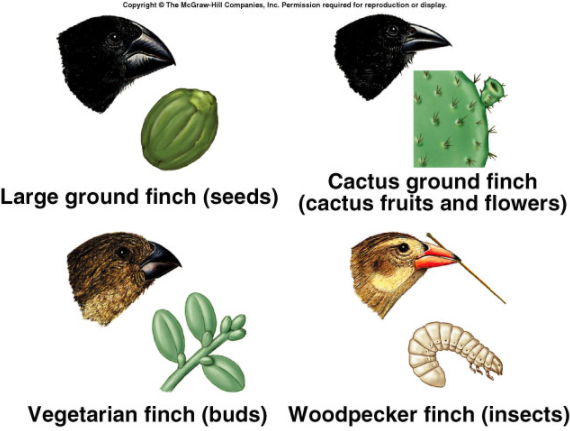 Copyright © The McGraw-Hill Companies, Inc. Permission required for reproduction or display.
Large ground finch (seeds)
Cactus ground finch
(cactus fruits and flowers)
Vegetarian finch (buds)
Woodpecker finch (insects)